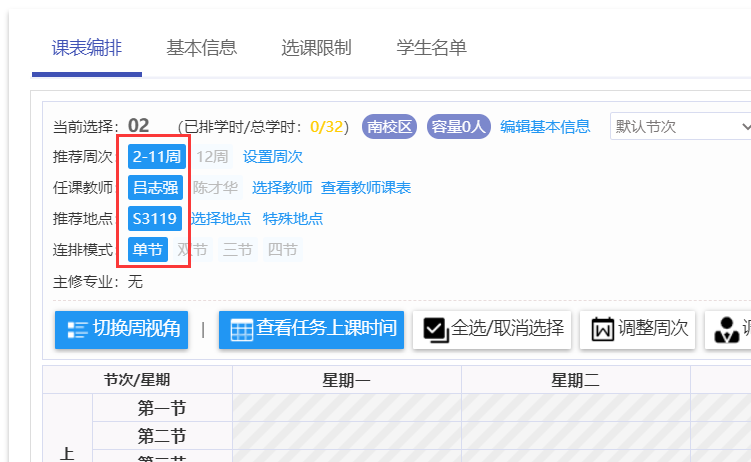 课表编排 基本信息 选课限制 学生名单
当前选择：02 （已排学时/总学时：0/32） 南校区 容量0人 编辑基本信息 默认节次
推荐周次： 2-11周 12周 设置周次
任课教师： 吕志强 陈才华 选择教师 查看教师课表
推荐地点： S3119 选择地点 特殊地点
连排模式： 单节 双节 三节 四节
主修专业：无
切换周视角 | 查看任务上课时间 全选/取消选择 调整周次
节次/星期 星期一 星期二
第一节
第二节
上